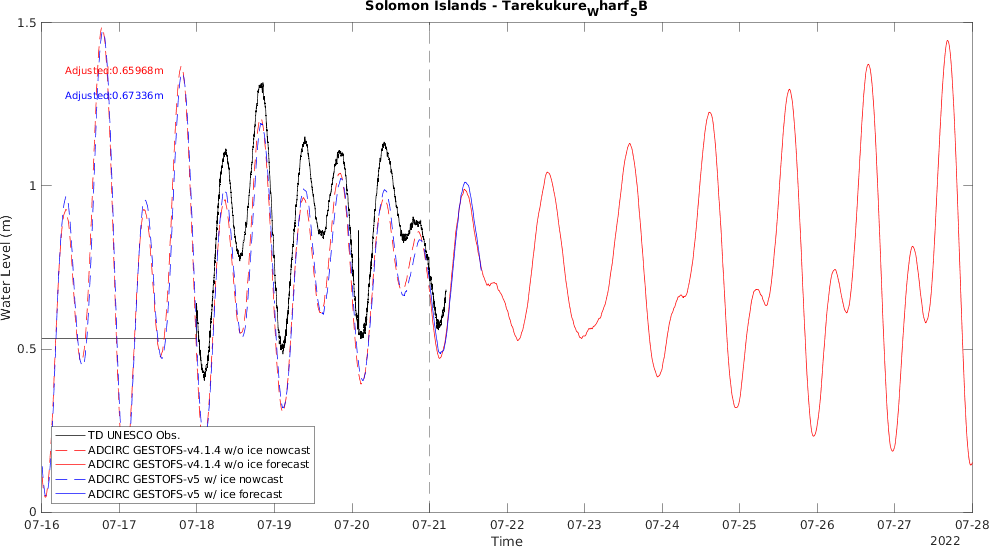 Solomon Islands - TarekukureWharfSB
1.5
Adjusted:0.65968m
Adjusted:0.67336m
1
Water Level (m)
0.5
TD UNESCO Obs.
ADCIRC GESTOFS-v4.1.4 w/o ice nowcast
ADCIRC GESTOFS-v4.1.4 w/o ice forecast
ADCIRC GESTOFS-v5 w/ ice nowcast
ADCIRC GESTOFS-v5 w/ ice forecast
0
07-16 07-17 07-18 07-19 07-20 07-21 07-22 07-23 07-24 07-25 07-26 07-27 07-28
Time
2022